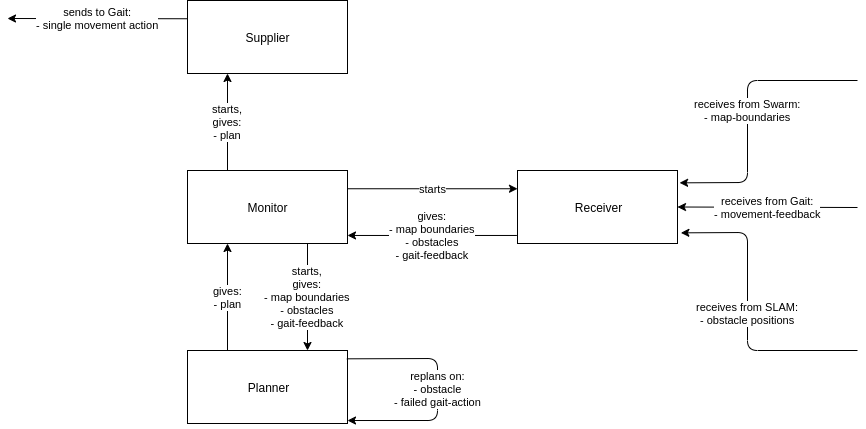 sends to Gait:
- single movement action
Supplier
starts,
gives:
- plan
receives from Swarm:
- map-boundaries
Monitor
starts
Receiver
receives from Gait:
- movement-feedback
gives:
- map boundaries
- obstacles
- gait-feedback
gives:
- plan
starts,
gives:
- map boundaries
- obstacles
- gait-feedback
receives from SLAM:
- obstacle positions
Planner
replans on:
- obstacle
- failed gait-action